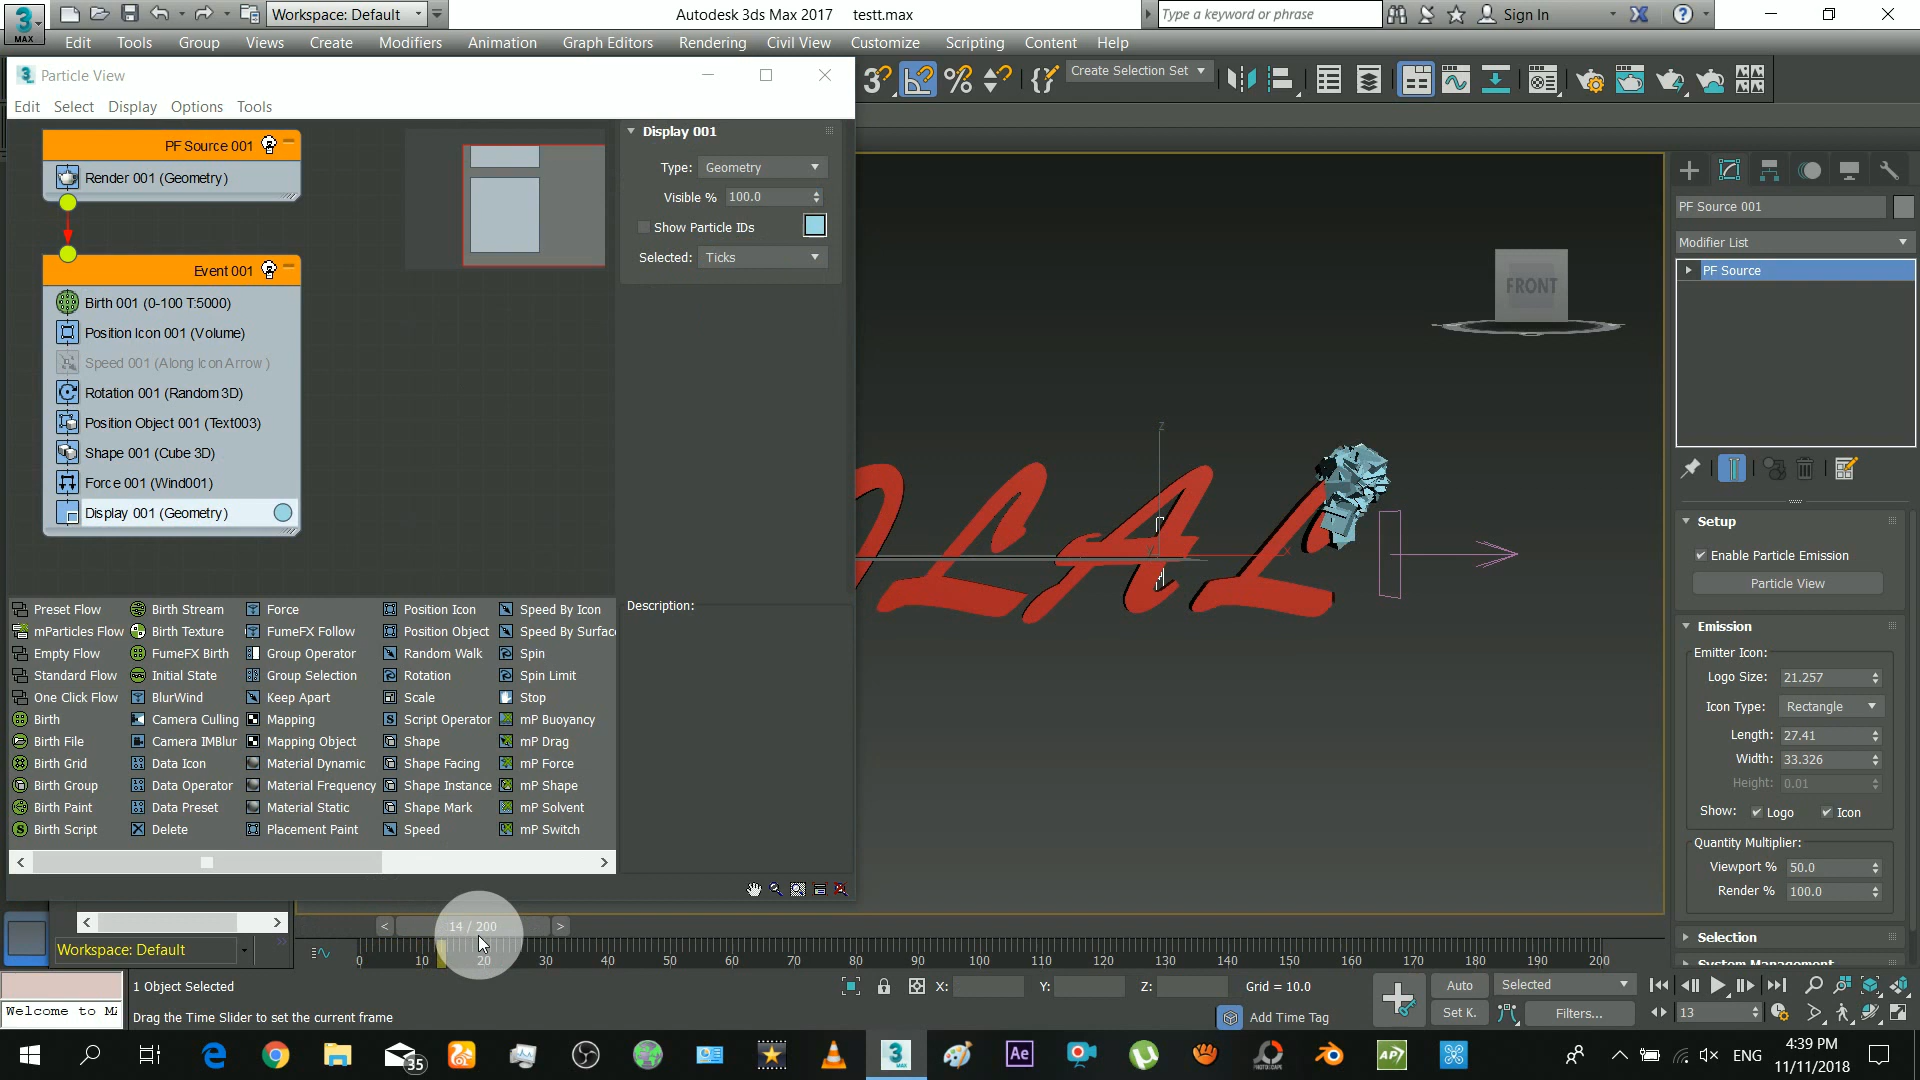 Workspace: Default
Autodesk 3ds Max 2017    testt.max
Type a keyword or phrase
Sign In
MAX
Edit Tools Group Views Create Modifiers Animation Graph Editors Rendering Civil View Customize Scripting Content Help
Particle View
Create Selection Set
Edit Select Display Options Tools
PF Source 001
Render 001 (Geometry)
Event 001
Birth 001 (0-100 T:5000)
Position Icon 001 (Volume)
Speed 001 (Along Icon Arrow )
Rotation 001 (Random 3D)
Position Object 001 (Text003)
Shape 001 (Cube 3D)
Force 001 (Wind001)
Display 001 (Geometry)
Display 001
Type: Geometry
Visible % 100.0
Show Particle IDs
Selected: Ticks
Description:
FRONT
z
x
LAL
PF Source 001
Modifier List
PF Source
Setup
Enable Particle Emission
Particle View
Emission
Emitter Icon:
Logo Size: 21.257
Icon Type: Rectangle
Length: 27.41
Width: 33.326
Height: 0.01
Show: Logo Icon
Quantity Multiplier:
Viewport % 50.0
Render % 100.0
Selection
System Management
Preset Flow Birth Stream Force Position Icon Speed By Icon
mParticles Flow Birth Texture FumeFX Follow Position Object Speed By Surfac
Empty Flow FumeFX Birth Group Operator Random Walk Spin
Standard Flow Initial State Group Selection Rotation Spin Limit
One Click Flow BlurWind Keep Apart Scale Stop
Birth Camera Culling Mapping Script Operator mP Buoyancy
Birth File Camera IMBlur Mapping Object Shape mP Drag
Birth Grid Data Icon Material Dynamic Shape Facing mP Force
Birth Group Data Operator Material Frequency Shape Instance mP Shape
Birth Paint Data Preset Material Static Shape Mark mP Solvent
Birth Script Delete Placement Paint Speed mP Switch
14 / 200
Workspace: Default
0 10 20 30 40 50 60 70 80 90 100 110 120 130 140 150 160 170 180 190 200
1 Object Selected
X: Y: Z: Grid = 10.0
Auto Selected
Welcome to MA
Drag the Time Slider to set the current frame
Add Time Tag
Set K. Filters... 13
35
Ae
AP7
ENG
4:39 PM
11/11/2018